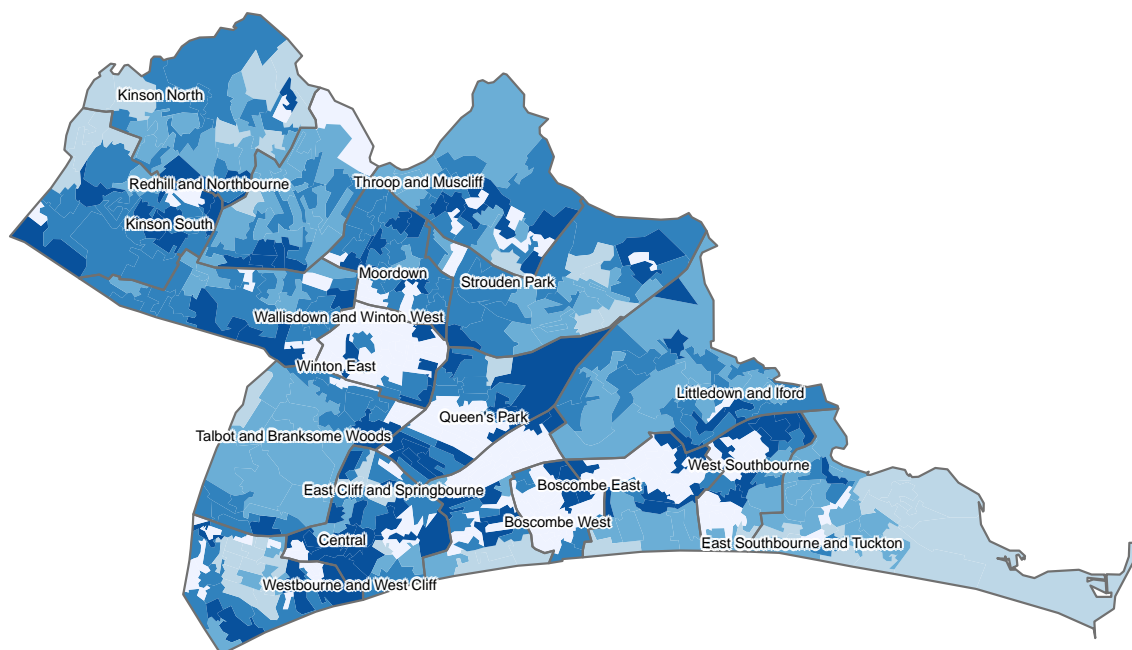 Kinson North
Redhill and Northbourne
Throop and Muscliff
Kinson South
Moordown
Strouden Park
Wallisdown and Winton West
Winton East
Littledown and Iford
Queen's Park
Talbot and Branksome Woods
West Southbourne
Boscombe East
East Cliff and Springbourne
Boscombe West
Central
East Southbourne and Tuckton
Westbourne and West Cliff